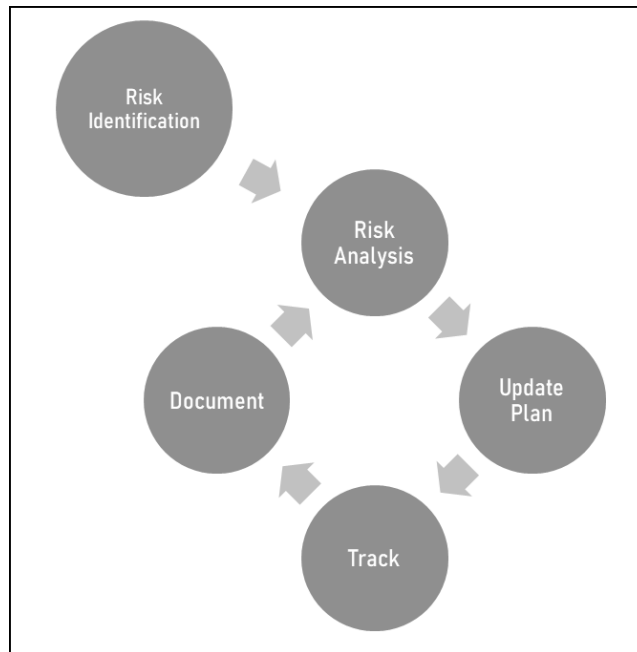 Risk
Identification
Risk
Analysis
Update
Plan
Track
Document